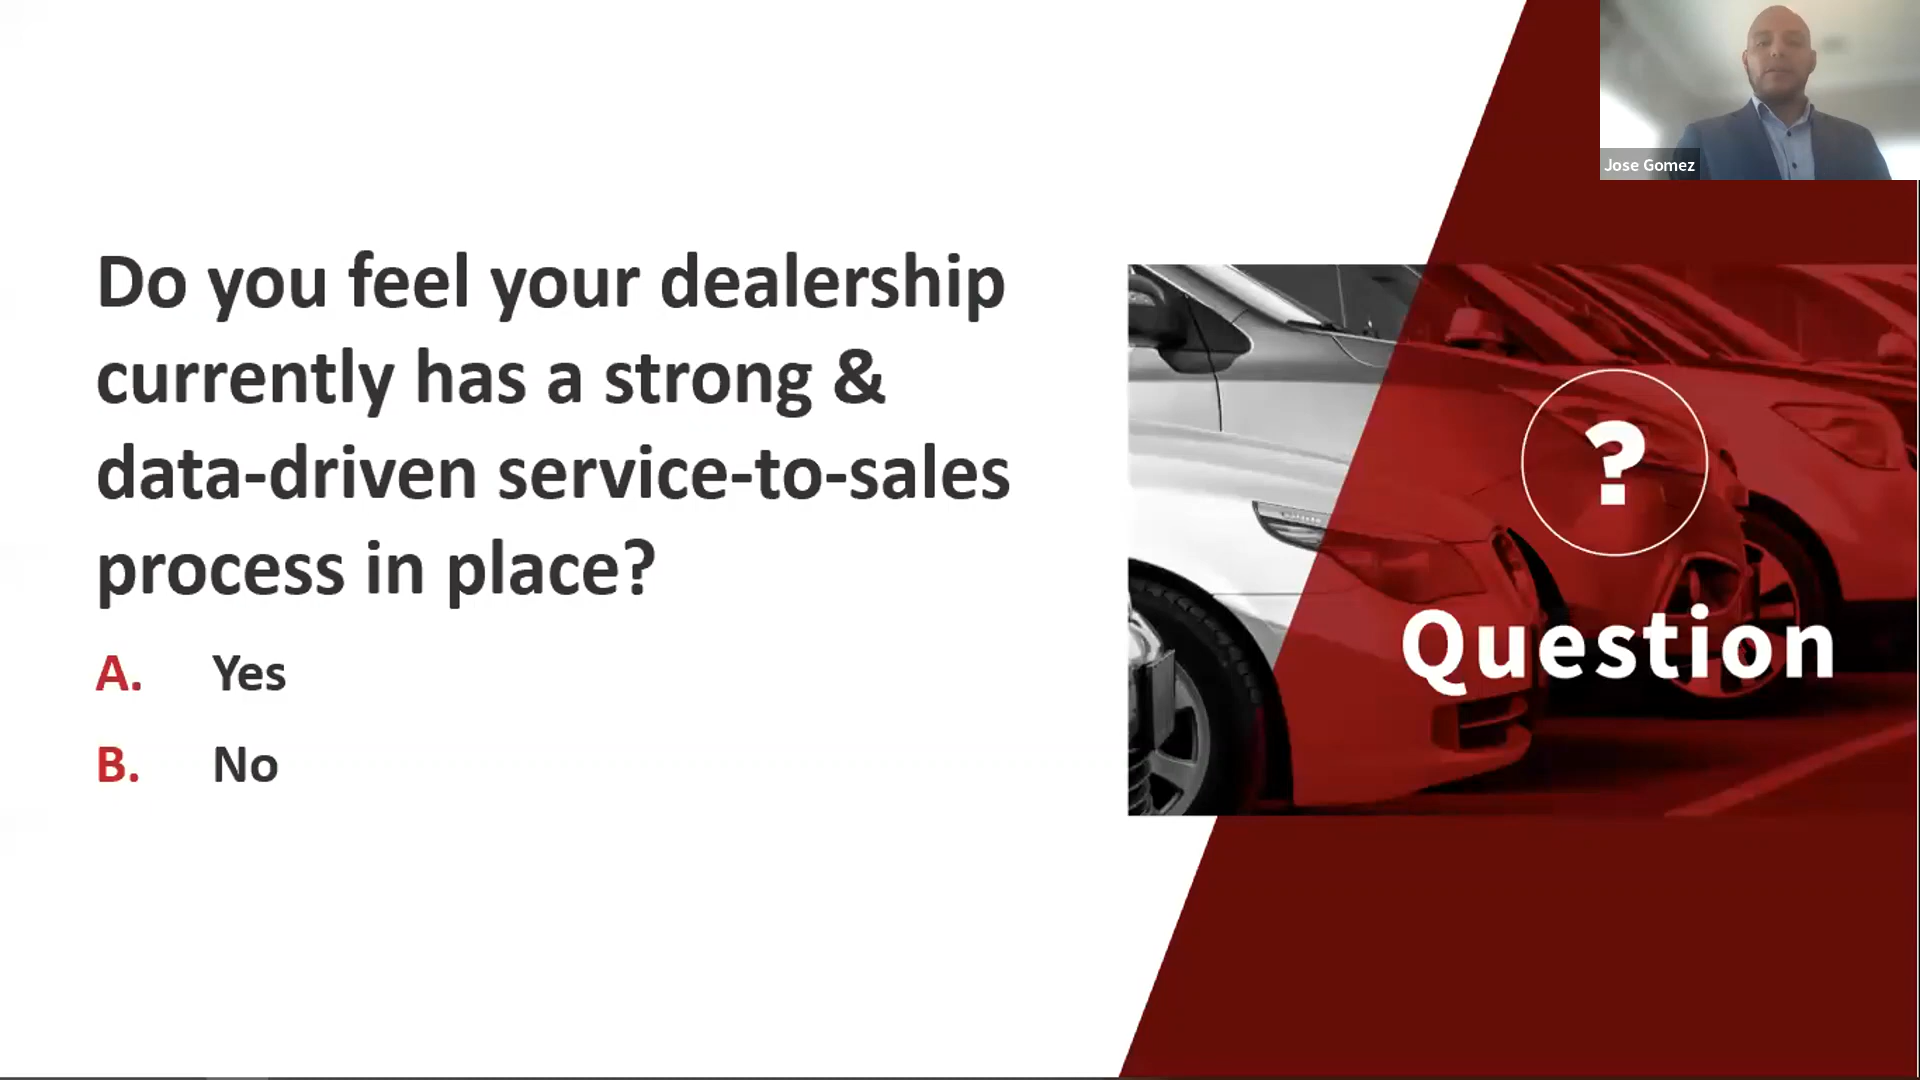 Jose Gomez
Do you feel your dealership
currently has a strong &
data-driven service-to-sales
process in place?
A. Yes
B. No
?
Question